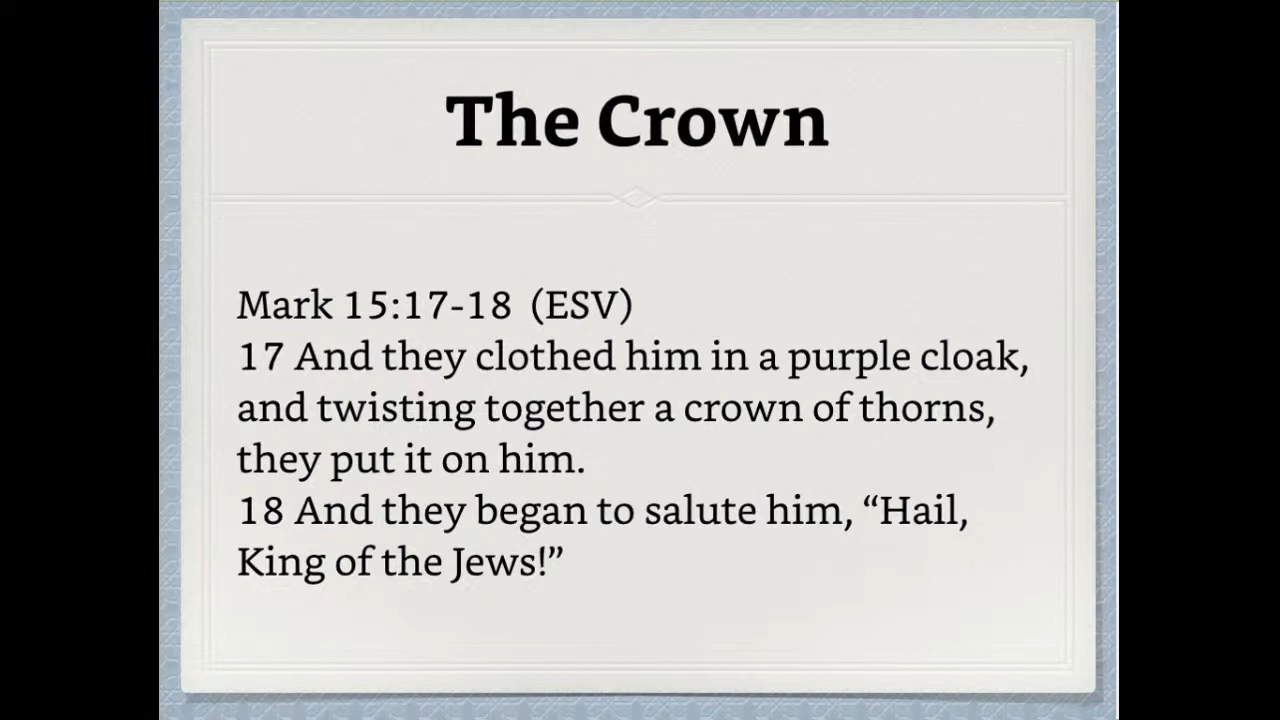 The Crown
Mark 15:17-18 (ESV)
17 And they clothed him in a purple cloak,
and twisting together a crown of thorns,
they put it on him.
18 And they began to salute him, “Hail,
King of the Jews!”